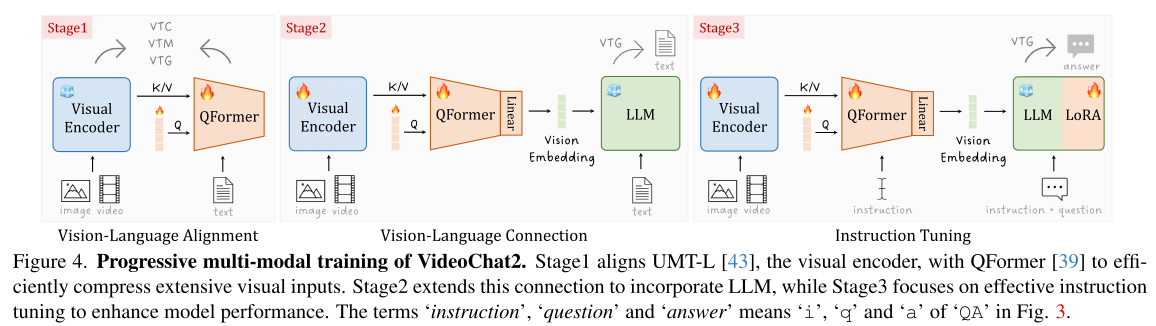 Stage1
VTC
VTM
VTG
Visual
Encoder
K/V
Q
QFormer
image video
text
Vision-Language Alignment
Stage2
Visual
Encoder
K/V
Q
QFormer
Linear
Vision
Embedding
VTG
text
LLM
image video
text
Vision-Language Connection
Stage3
Visual
Encoder
K/V
Q
QFormer
Linear
Vision
Embedding
VTG
answer
LLM
LoRA
image video
instruction
instruction + question
Instruction Tuning
Figure 4. Progressive multi-modal training of VideoChat2. Stage1 aligns UMT-L [43], the visual encoder, with QFormer [39] to effi-
ciently compress extensive visual inputs. Stage2 extends this connection to incorporate LLM, while Stage3 focuses on effective instruction
tuning to enhance model performance. The terms ‘instruction’, ‘question’ and ‘answer’ means ‘i’, ‘q’ and ‘a’ of ‘QA’ in Fig. 3.